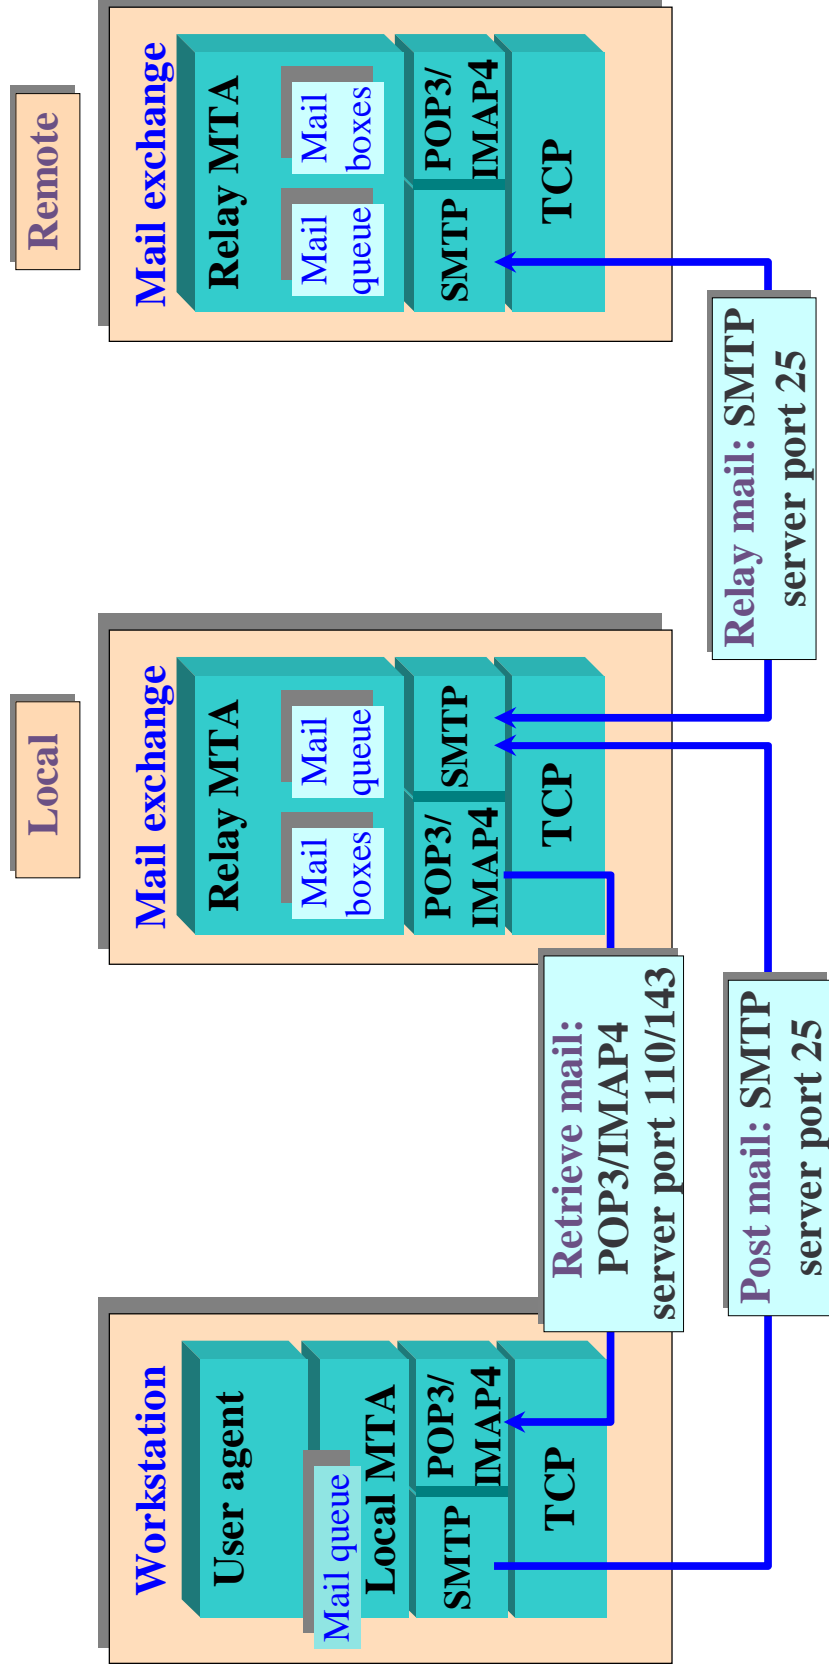 Local
Remote
Workstation
User agent
Mail queue
Local MTA
SMTP
POP3/
IMAP4
TCP
Mail exchange
Relay MTA
Mail
boxes
Mail
queue
POP3/
IMAP4
SMTP
TCP
Mail exchange
Relay MTA
Mail
queue
Mail
boxes
SMTP
POP3/
IMAP4
TCP
Retrieve mail:
POP3/IMAP4
server port 110/143
Post mail: SMTP
server port 25
Relay mail: SMTP
server port 25